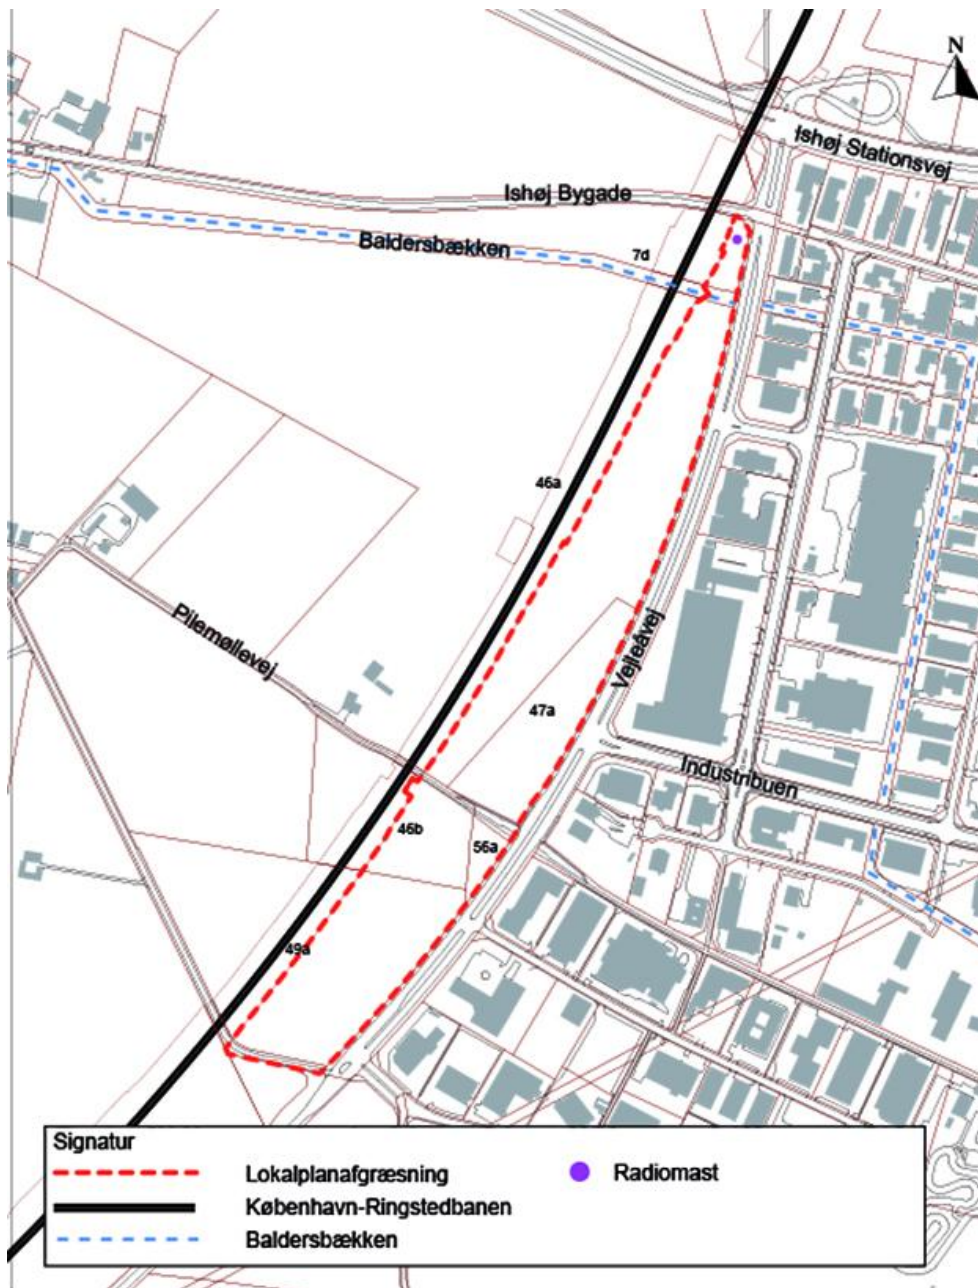 N
Ishøj Stationsvej
Ishøj Bygade
Baldersbækken
7d
46a
Pilemøllevej
Vejleåvej
47a
Industribuen
46b
56a
49a
Signatur
Lokalplanafgræsning
Radiomast
København-Ringstedbanen
Baldersbækken